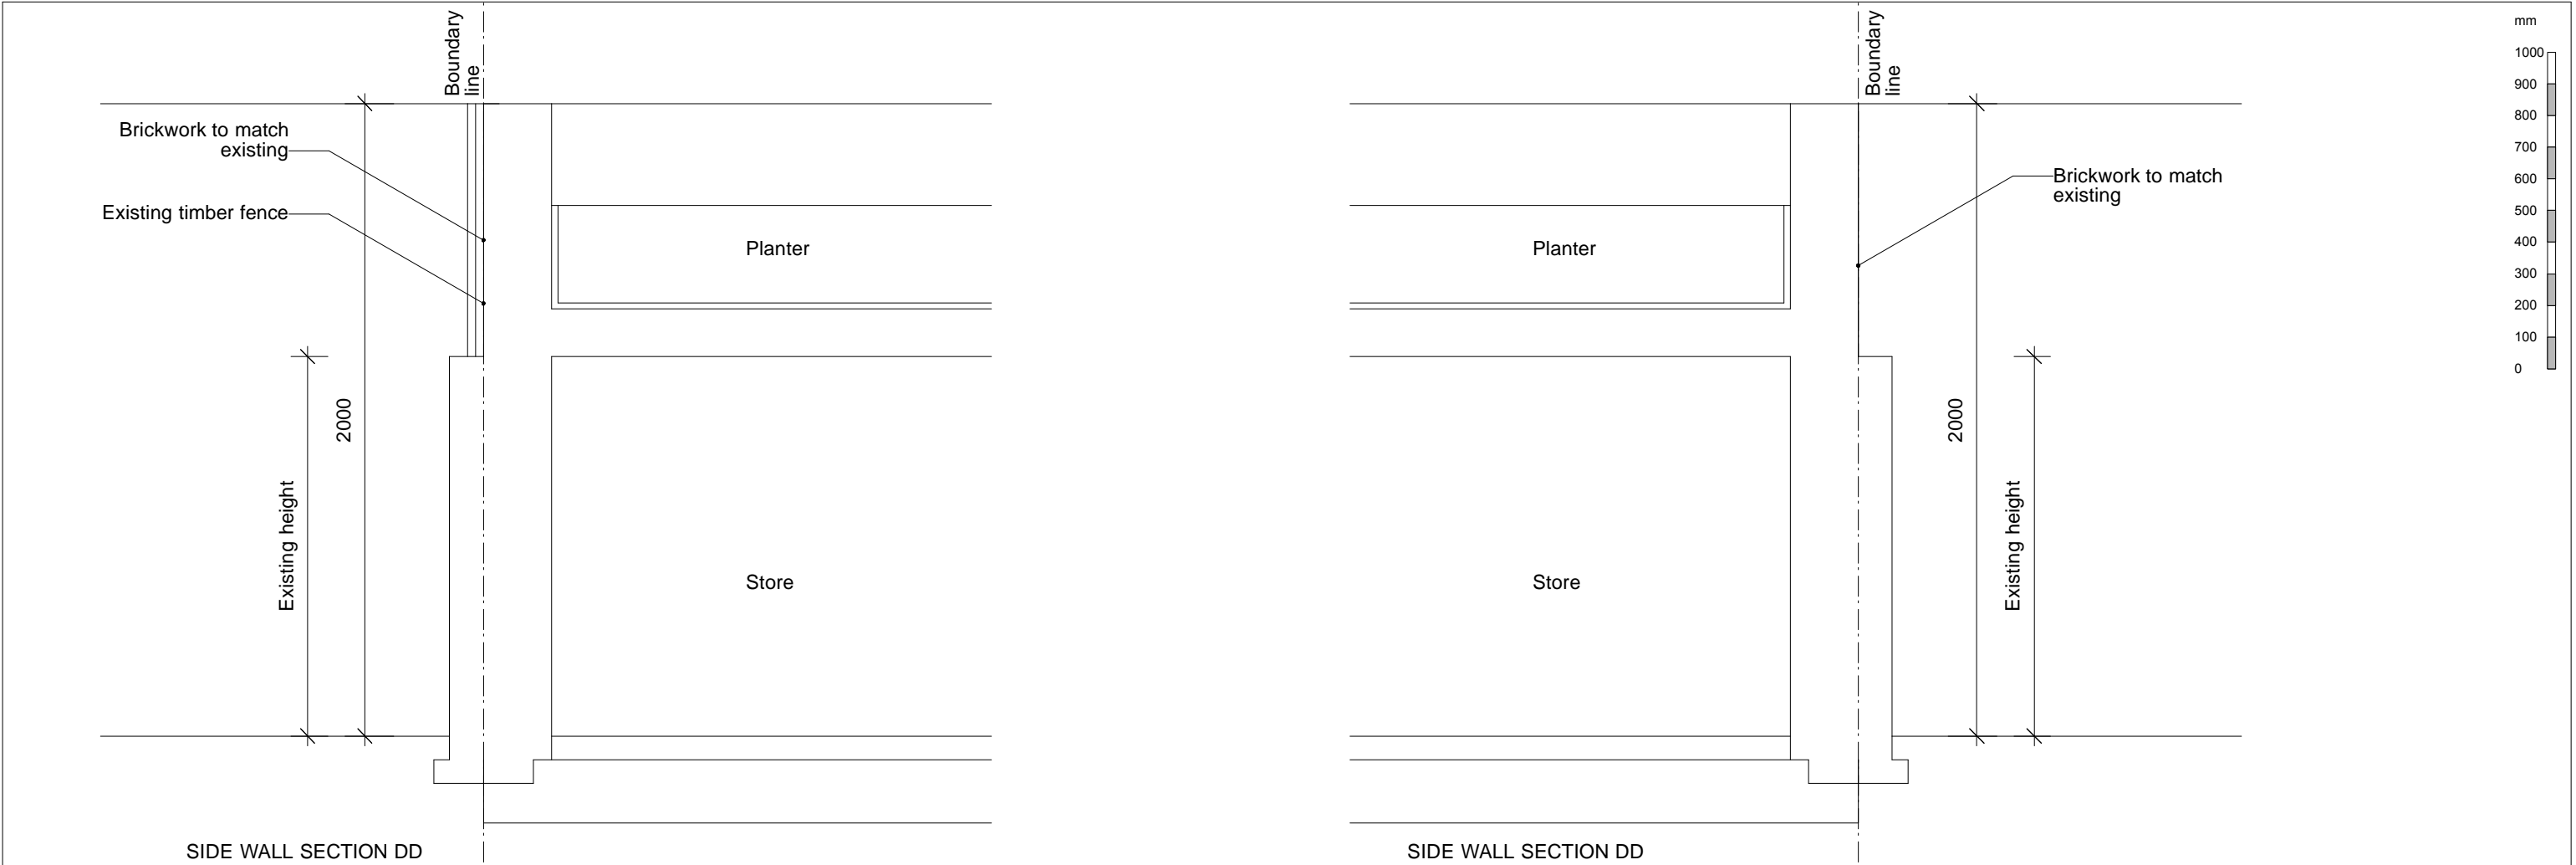 Boundary
line
Brickwork to match
existing
Existing timber fence
Planter
2000
Existing height
Store
SIDE WALL SECTION DD
Boundary
line
Brickwork to match
existing
Planter
2000
Existing height
Store
SIDE WALL SECTION DD
mm
1000
900
800
700
600
500
400
300
200
100
0